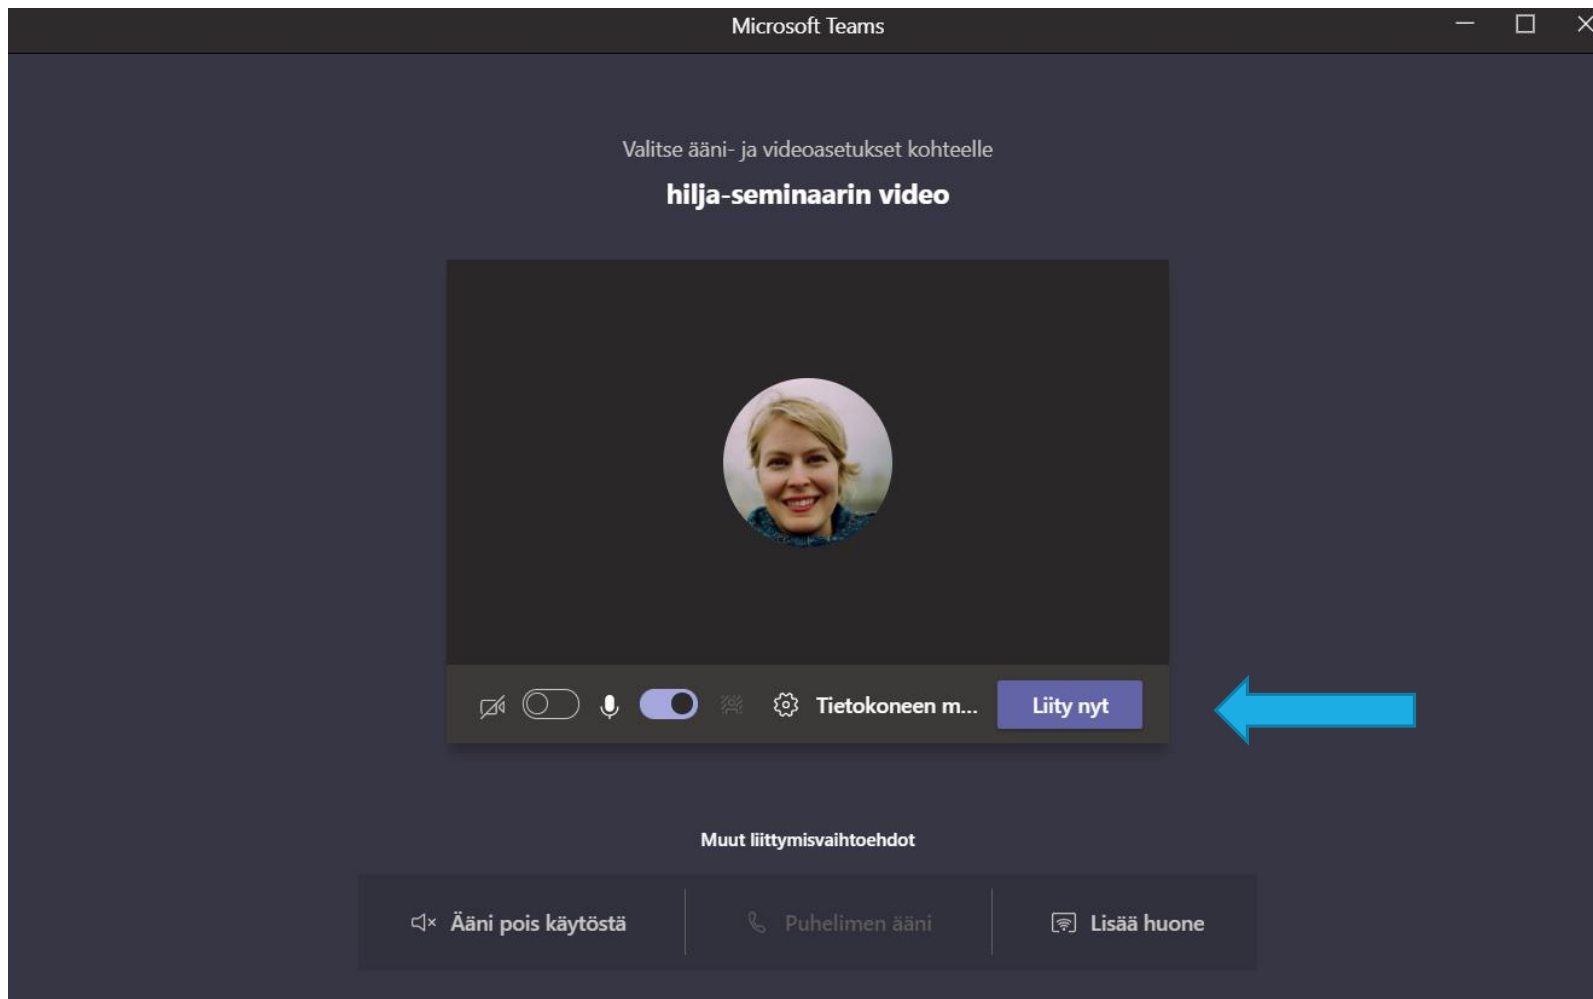 Microsoft Teams
Valitse ääni- ja videoasetukset kohteelle
hilja-seminaarin video
Tietokoneen m...
Liity nyt
Muut liittymisvaihtoehdot
Ääni pois käytöstä
Puhelimen ääni
Lisää huone